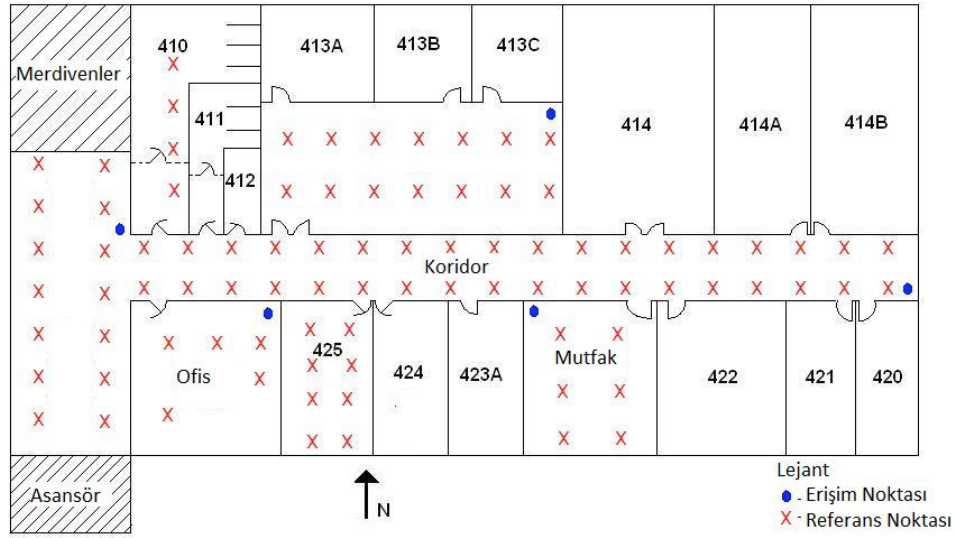 410
413A
413B
413C
Merdivenler
411
414
414A
414B
412
Koridor
425
Ofis
424
423A
Mutfak
422
421
420
Asansör
N
Lejant
- Erişim Noktası
X - Referans Noktası